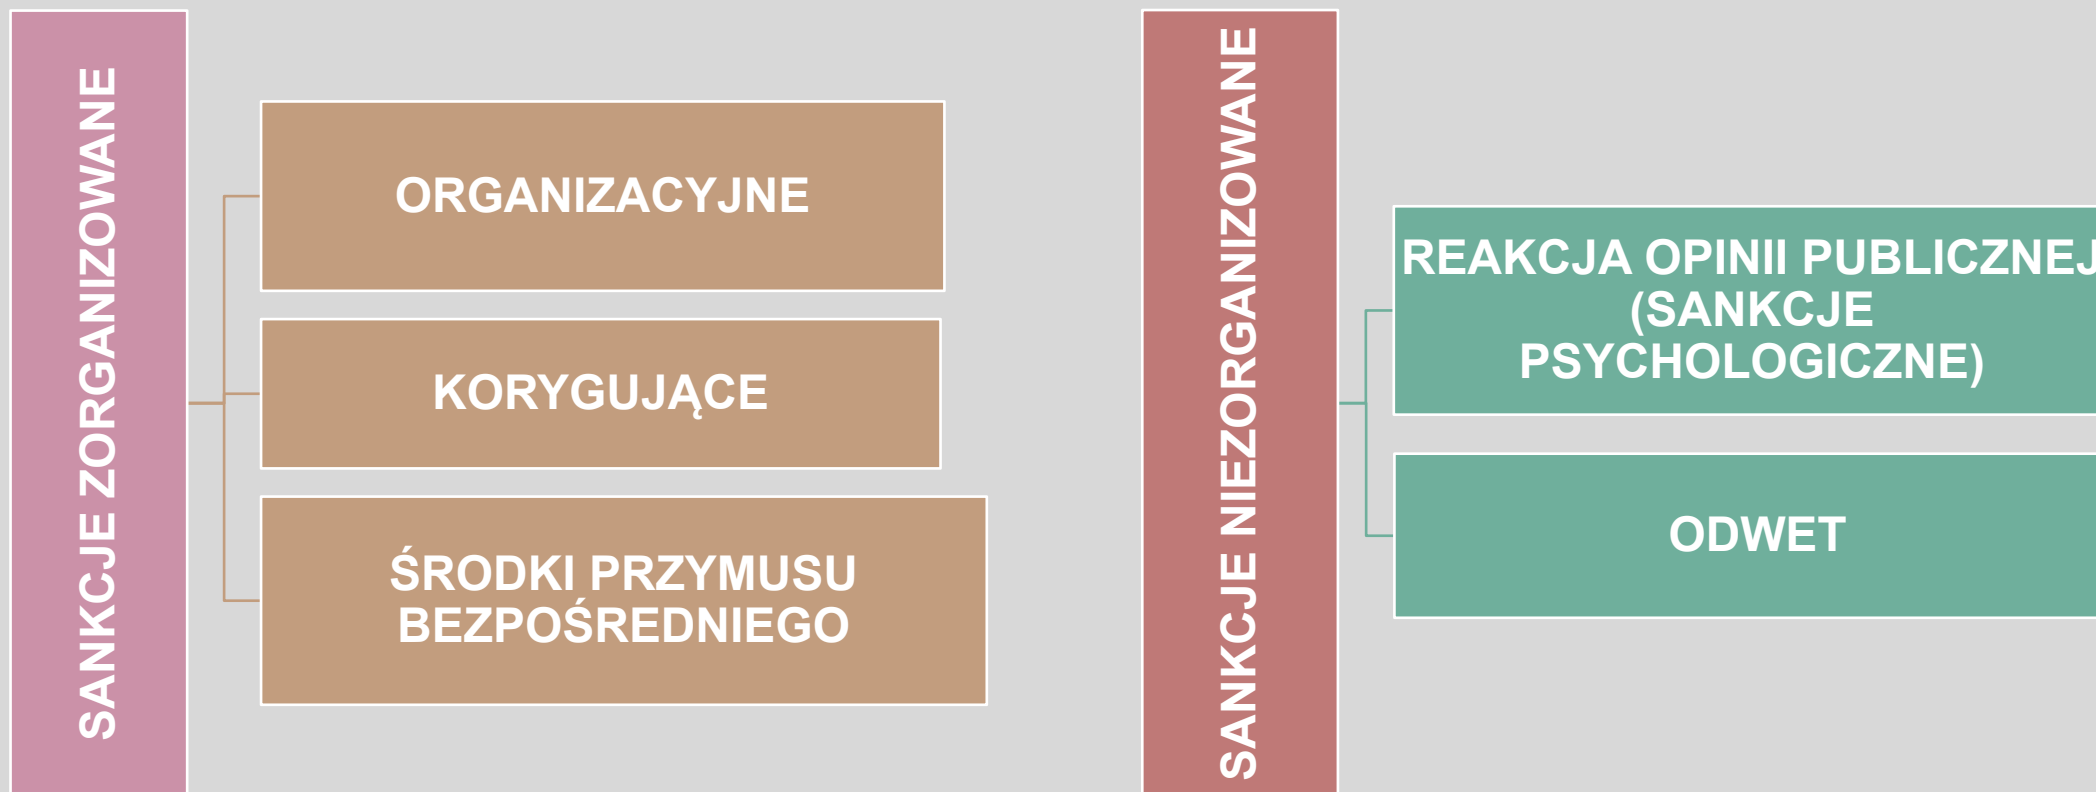 SANKCJE ZORGANIZOWANE
ORGANIZACYJNE
KORYGUJĄCE
ŚRODKI PRZYMUSU
BEZPOŚREDNIEGO
SANKCJE NIEZORGANIZOWANE
REAKCJA OPINII PUBLICZNEJ
(SANKCJE
PSYCHOLOGICZNE)
ODWET